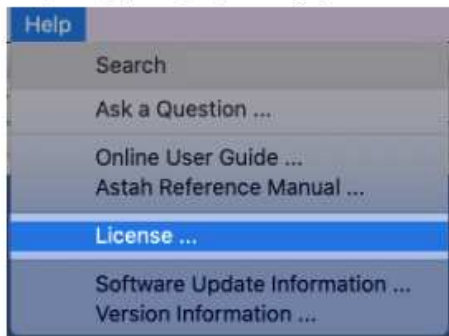 Help
Search
Ask a Question ...
Online User Guide ...
Astah Reference Manual ...
License ...
Software Update Information ...
Version Information ...